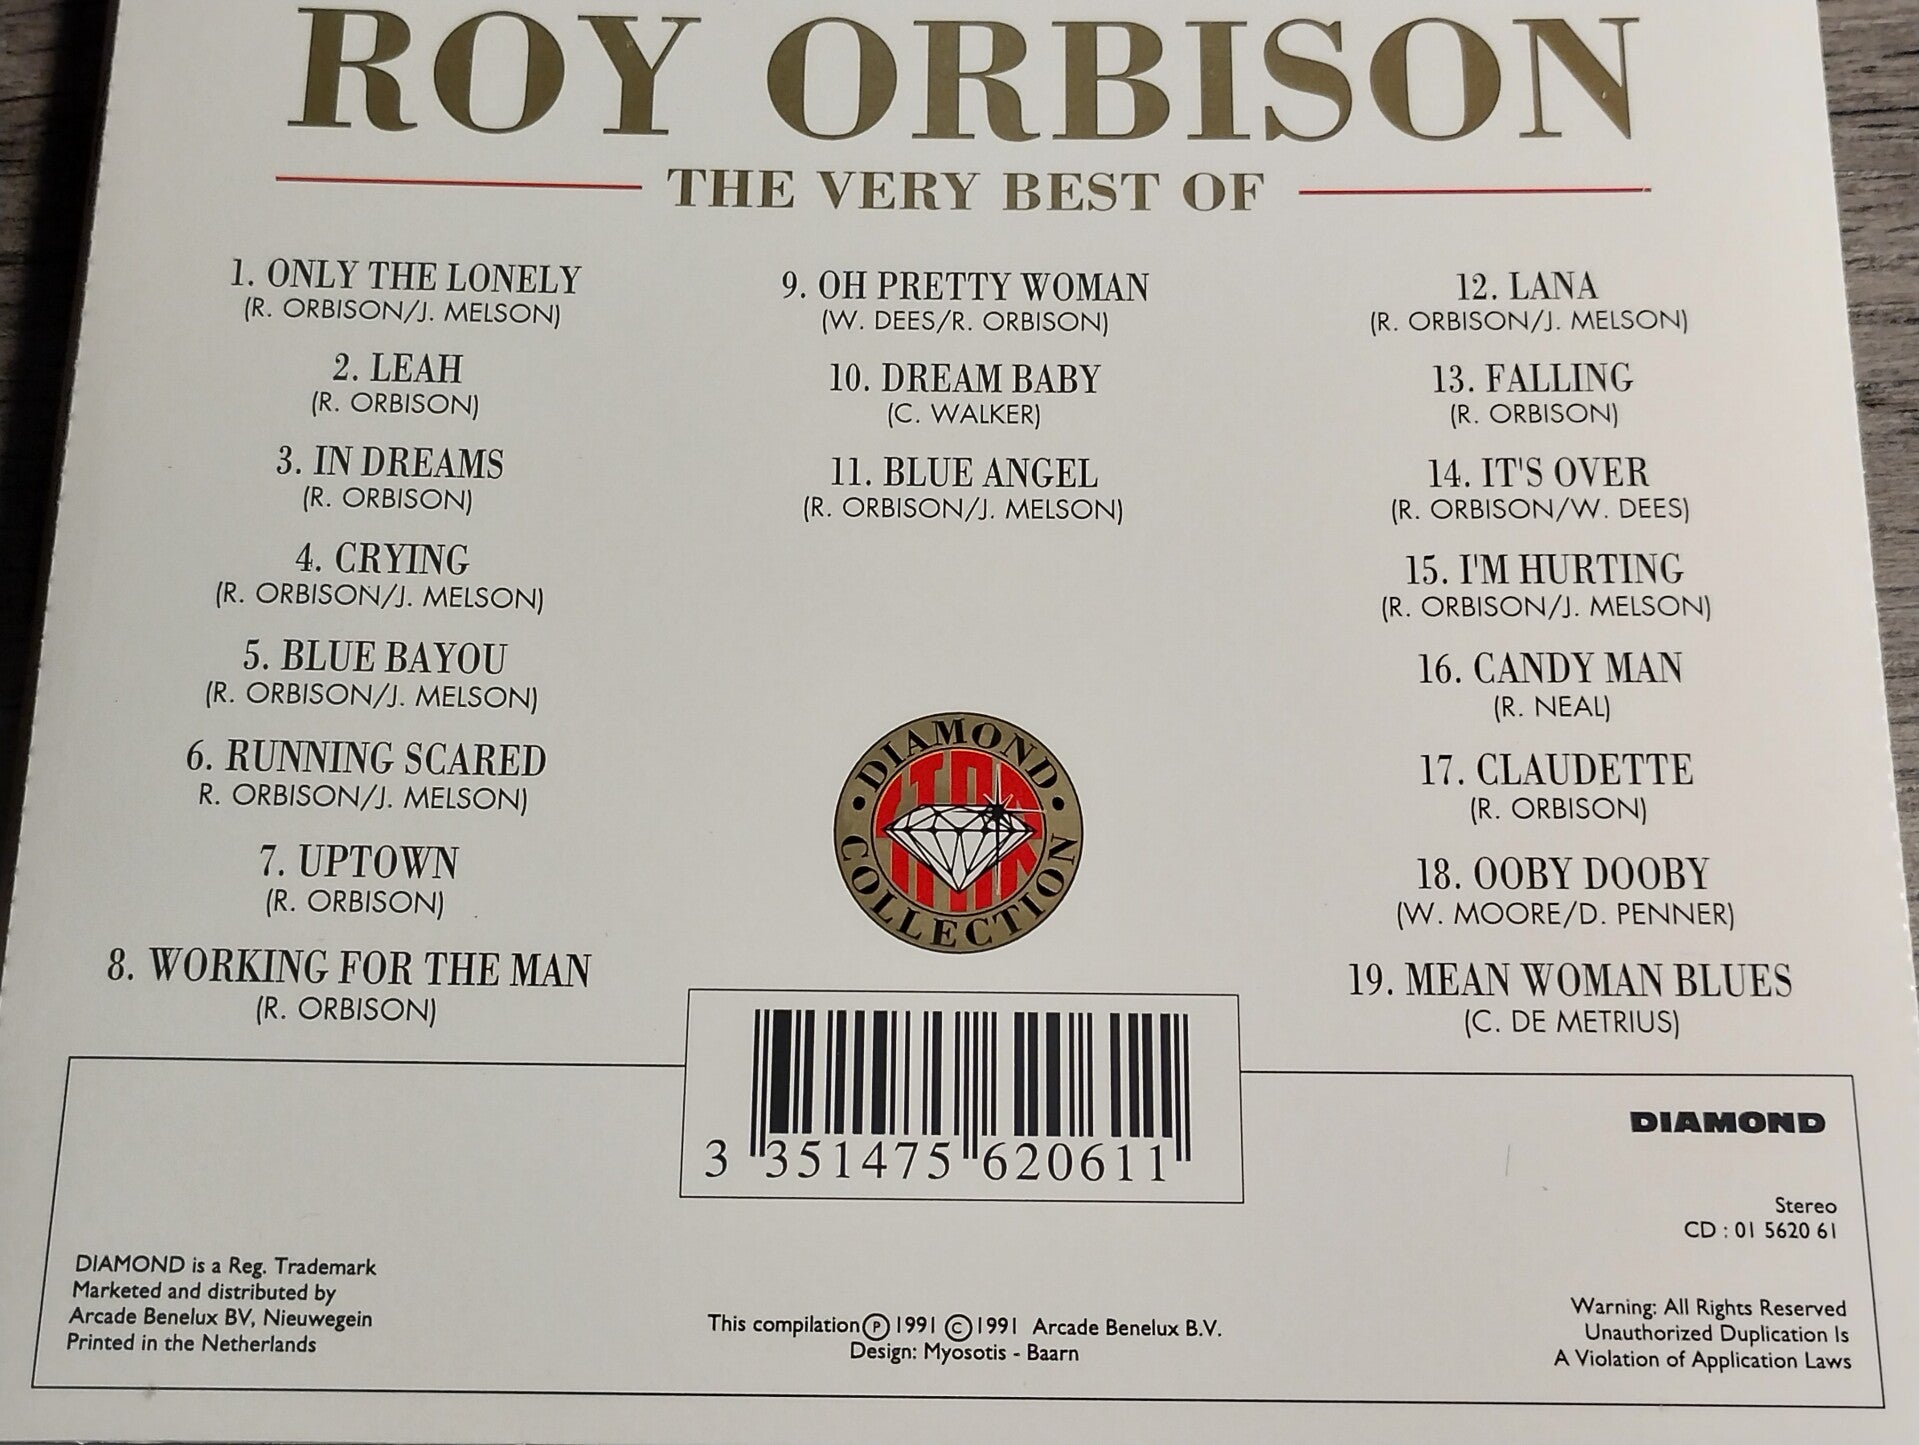 ROY ORBISON
THE VERY BEST OF
1. ONLY THE LONELY
(R. ORBISON/J. MELSON)
2. LEAH
(R. ORBISON)
3. IN DREAMS
(R. ORBISON)
4. CRYING
(R. ORBISON/J. MELSON)
5. BLUE BAYOU
(R. ORBISON/J. MELSON)
6. RUNNING SCARED
R. ORBISON/J. MELSON)
7. UPTOWN
(R. ORBISON)
8. WORKING FOR THE MAN
(R. ORBISON)
9. OH PRETTY WOMAN
(W. DEES/R. ORBISON)
10. DREAM BABY
(C. WALKER)
11. BLUE ANGEL
(R. ORBISON/J. MELSON)
12. LANA
(R. ORBISON/J. MELSON)
13. FALLING
(R. ORBISON)
14. IT'S OVER
(R. ORBISON/W. DEES)
15. I'M HURTING
(R. ORBISON/J. MELSON)
16. CANDY MAN
(R. NEAL)
17. CLAUDETTE
(R. ORBISON)
18. OOBY DOOBY
(W. MOORE/D. PENNER)
19. MEAN WOMAN BLUES
(C. DE METRIUS)
• DIAMOND •
COLLECTION
3 351475 620611
DIAMOND
Stereo
CD : 01 5620 61
DIAMOND is a Reg. Trademark
Marketed and distributed by
Arcade Benelux BV, Nieuwegein
Printed in the Netherlands
This compilation Ⓟ 1991 © 1991 Arcade Benelux B.V.
Design: Myosotis - Baarn
Warning: All Rights Reserved
Unauthorized Duplication Is
A Violation of Application Laws